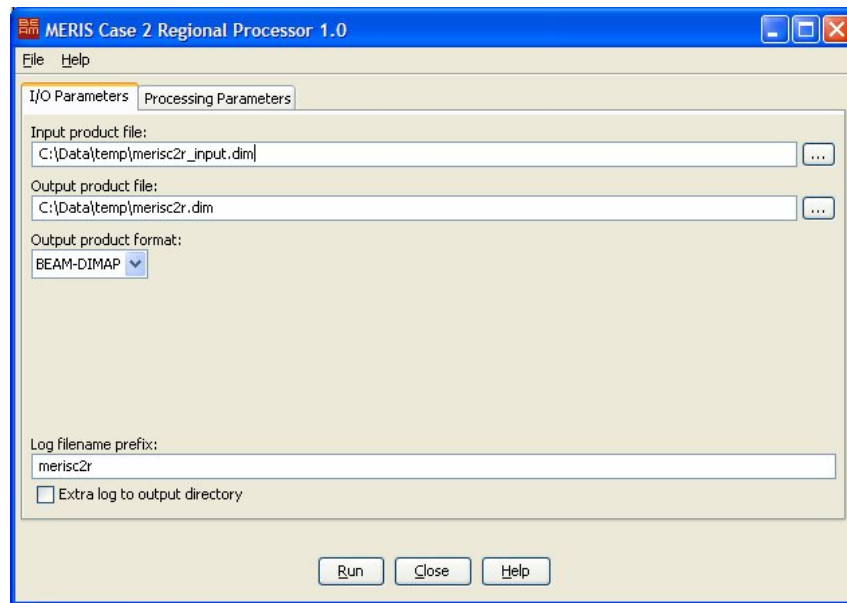 MERIS Case 2 Regional Processor 1.0
File Help
I/O Parameters Processing Parameters
Input product file:
C:\Data\temp\merisc2r_input.dim
...
Output product file:
C:\Data\temp\merisc2r.dim
...
Output product format:
BEAM-DIMAP
Log filename prefix:
merisc2r
Extra log to output directory
Run Close Help